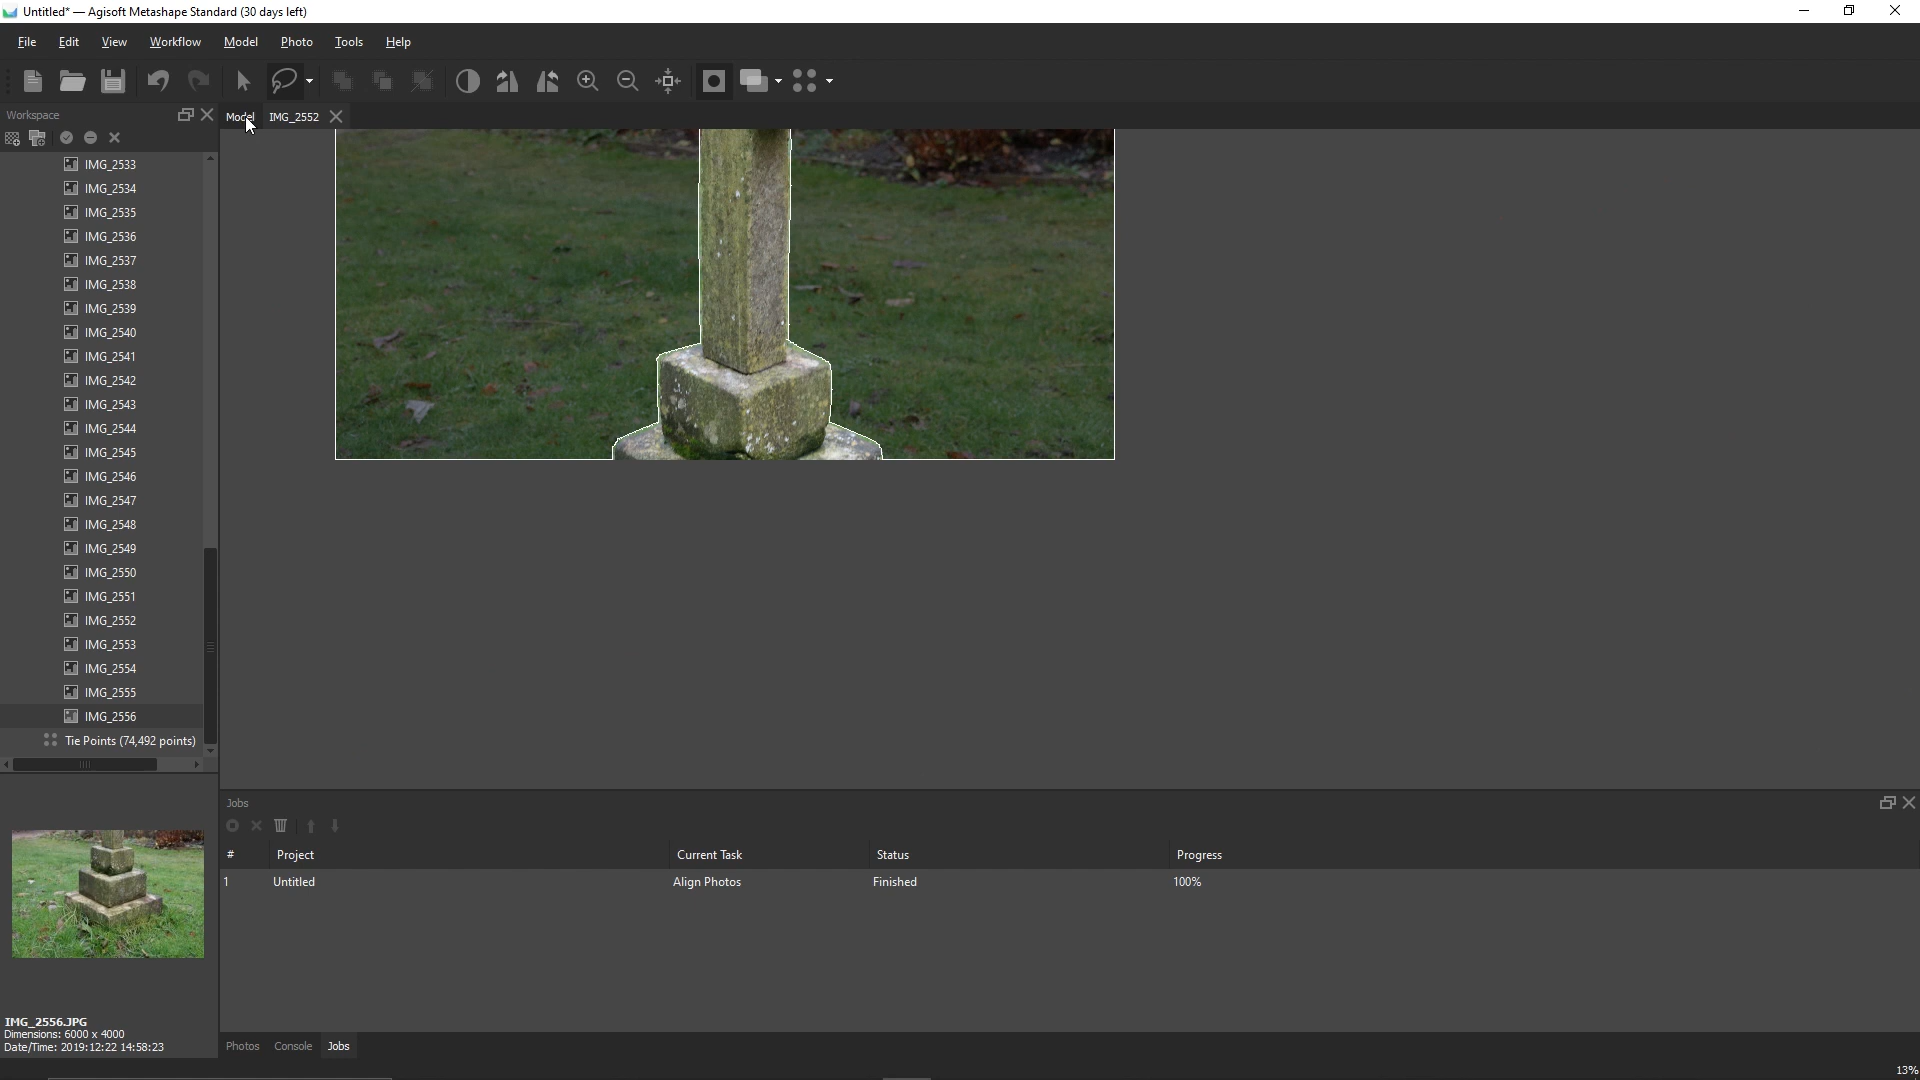 Untitled* — Agisoft Metashape Standard (30 days left)
File Edit View Workflow Model Photo Tools Help
Workspace
Model IMG_2552
IMG_2533
IMG_2534
IMG_2535
IMG_2536
IMG_2537
IMG_2538
IMG_2539
IMG_2540
IMG_2541
IMG_2542
IMG_2543
IMG_2544
IMG_2545
IMG_2546
IMG_2547
IMG_2548
IMG_2549
IMG_2550
IMG_2551
IMG_2552
IMG_2553
IMG_2554
IMG_2555
IMG_2556
Tie Points (74,492 points)
Jobs
# Project Current Task Status Progress
1 Untitled Align Photos Finished 100%
IMG_2556.JPG
Dimensions: 6000 x 4000
Date/Time: 2019:12:22 14:58:23
Photos Console Jobs
13%